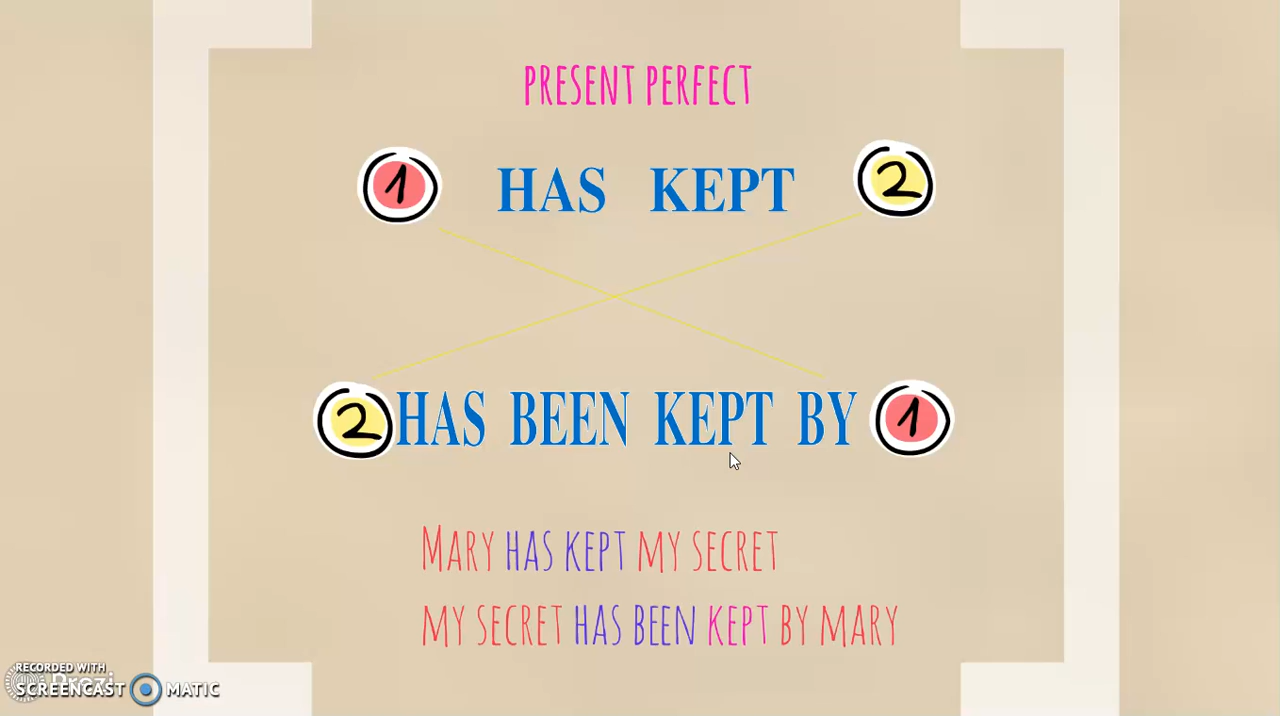 PRESENT PERFECT
1 HAS KEPT 2
2 HAS BEEN KEPT BY 1
MARY HAS KEPT MY SECRET
MY SECRET HAS BEEN KEPT BY MARY
RECORDED WITH
SCREENCAST MATIC
Prezi